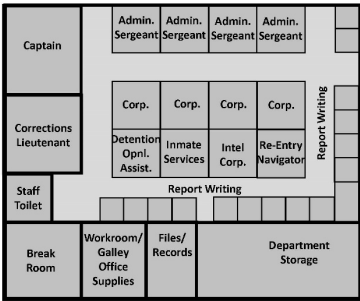 Captain
Admin.
Sergeant
Admin.
Sergeant
Admin.
Sergeant
Admin.
Sergeant
Corrections
Lieutenant
Corp.
Corp.
Corp.
Corp.
Detention
Opnl.
Assist.
Inmate
Services
Intel
Corp.
Re-Entry
Navigator
Report Writing
Staff
Toilet
Report Writing
Break
Room
Workroom/
Galley
Office
Supplies
Files/
Records
Department
Storage